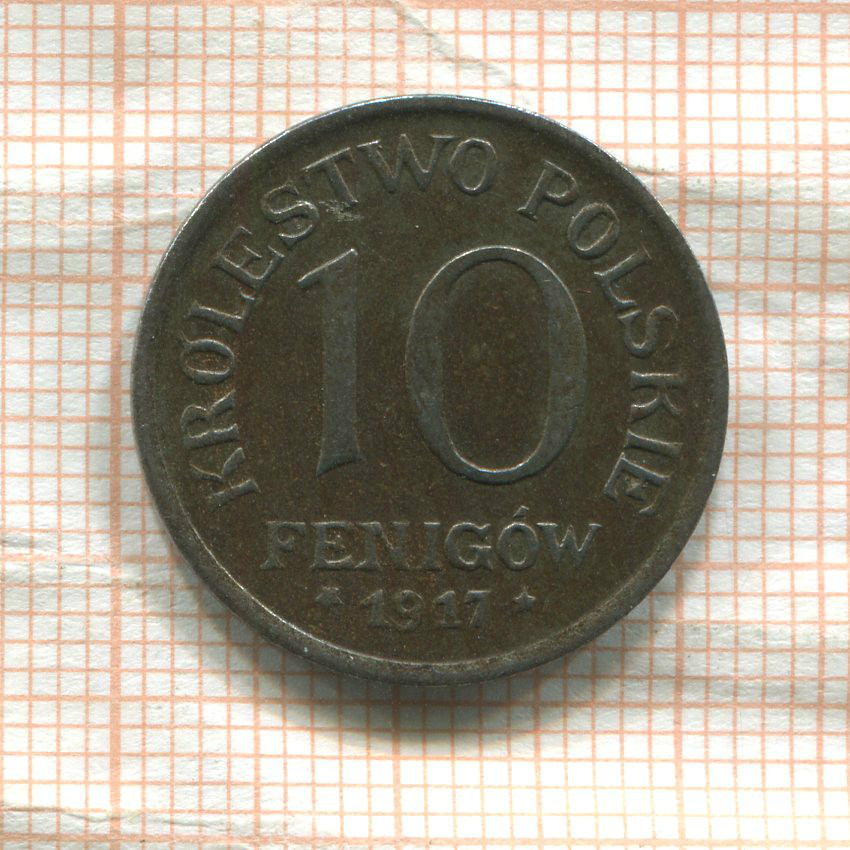 KRÓLESTWO POLSKIE
10
FENIGÓW
* 1917 *